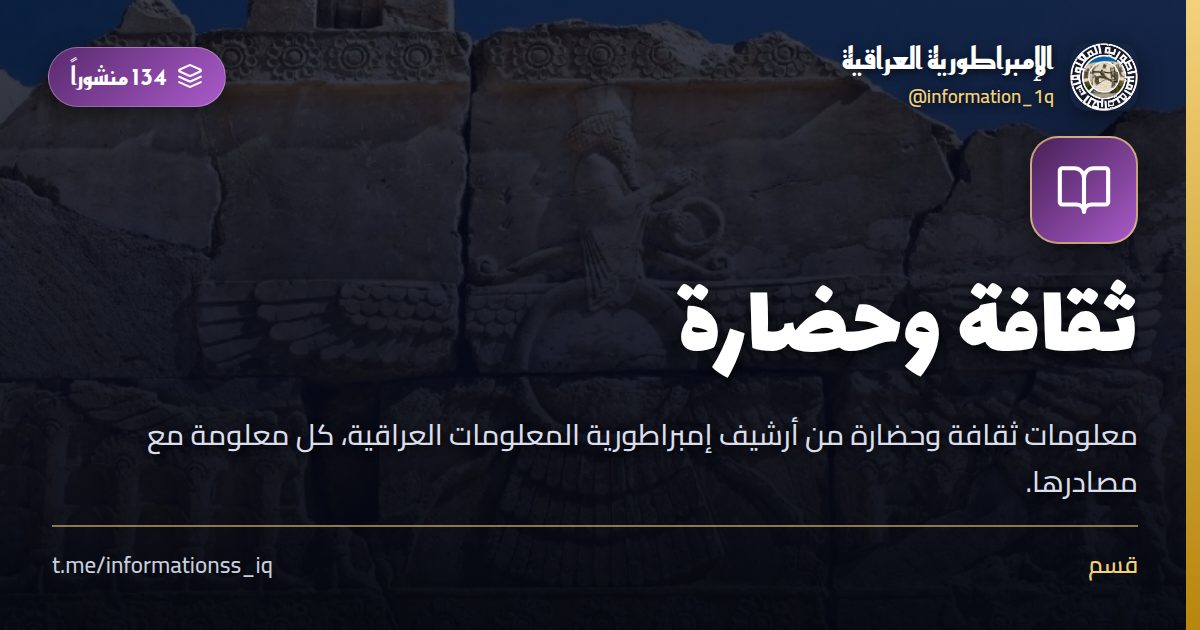 الإمبراطورية العراقية
@information_1q
134 منشوراً
ثقافة وحضارة
معلومات ثقافة وحضارة من أرشيف إمبراطورية المعلومات العراقية، كل معلومة مع
مصادرها.
قسم
t.me/informationss_iq